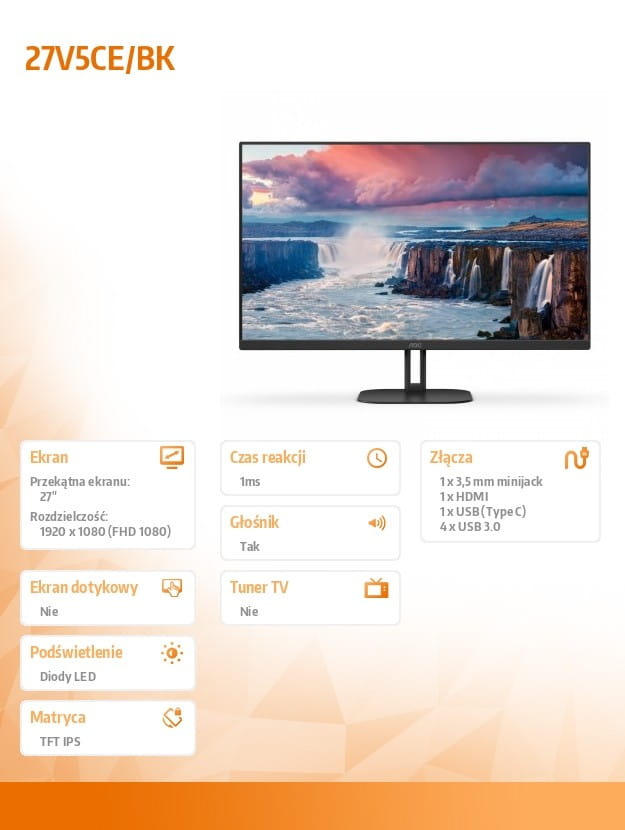 27V5CE/BK
AOC
Ekran
Przekątna ekranu:
27"
Rozdzielczość:
1920 x 1080 (FHD 1080)
Czas reakcji
1ms
Głośnik
Tak
Złącza
1 x 3,5 mm minijack
1 x HDMI
1 x USB (Type C)
4 x USB 3.0
Ekran dotykowy
Nie
Tuner TV
Nie
Podświetlenie
Diody LED
Matryca
TFT IPS